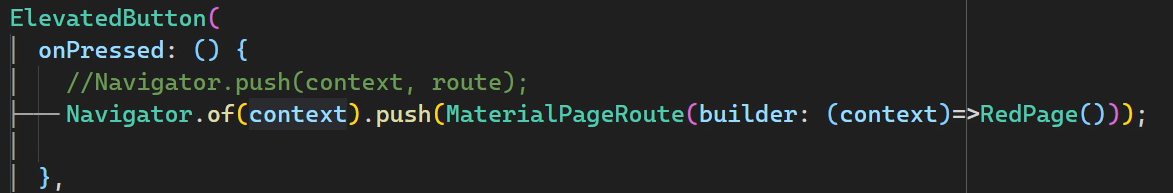 ElevatedButton(
onPressed: () {
//Navigator.push(context, route);
Navigator.of(context).push(MaterialPageRoute(builder: (context)=>RedPage()));
},